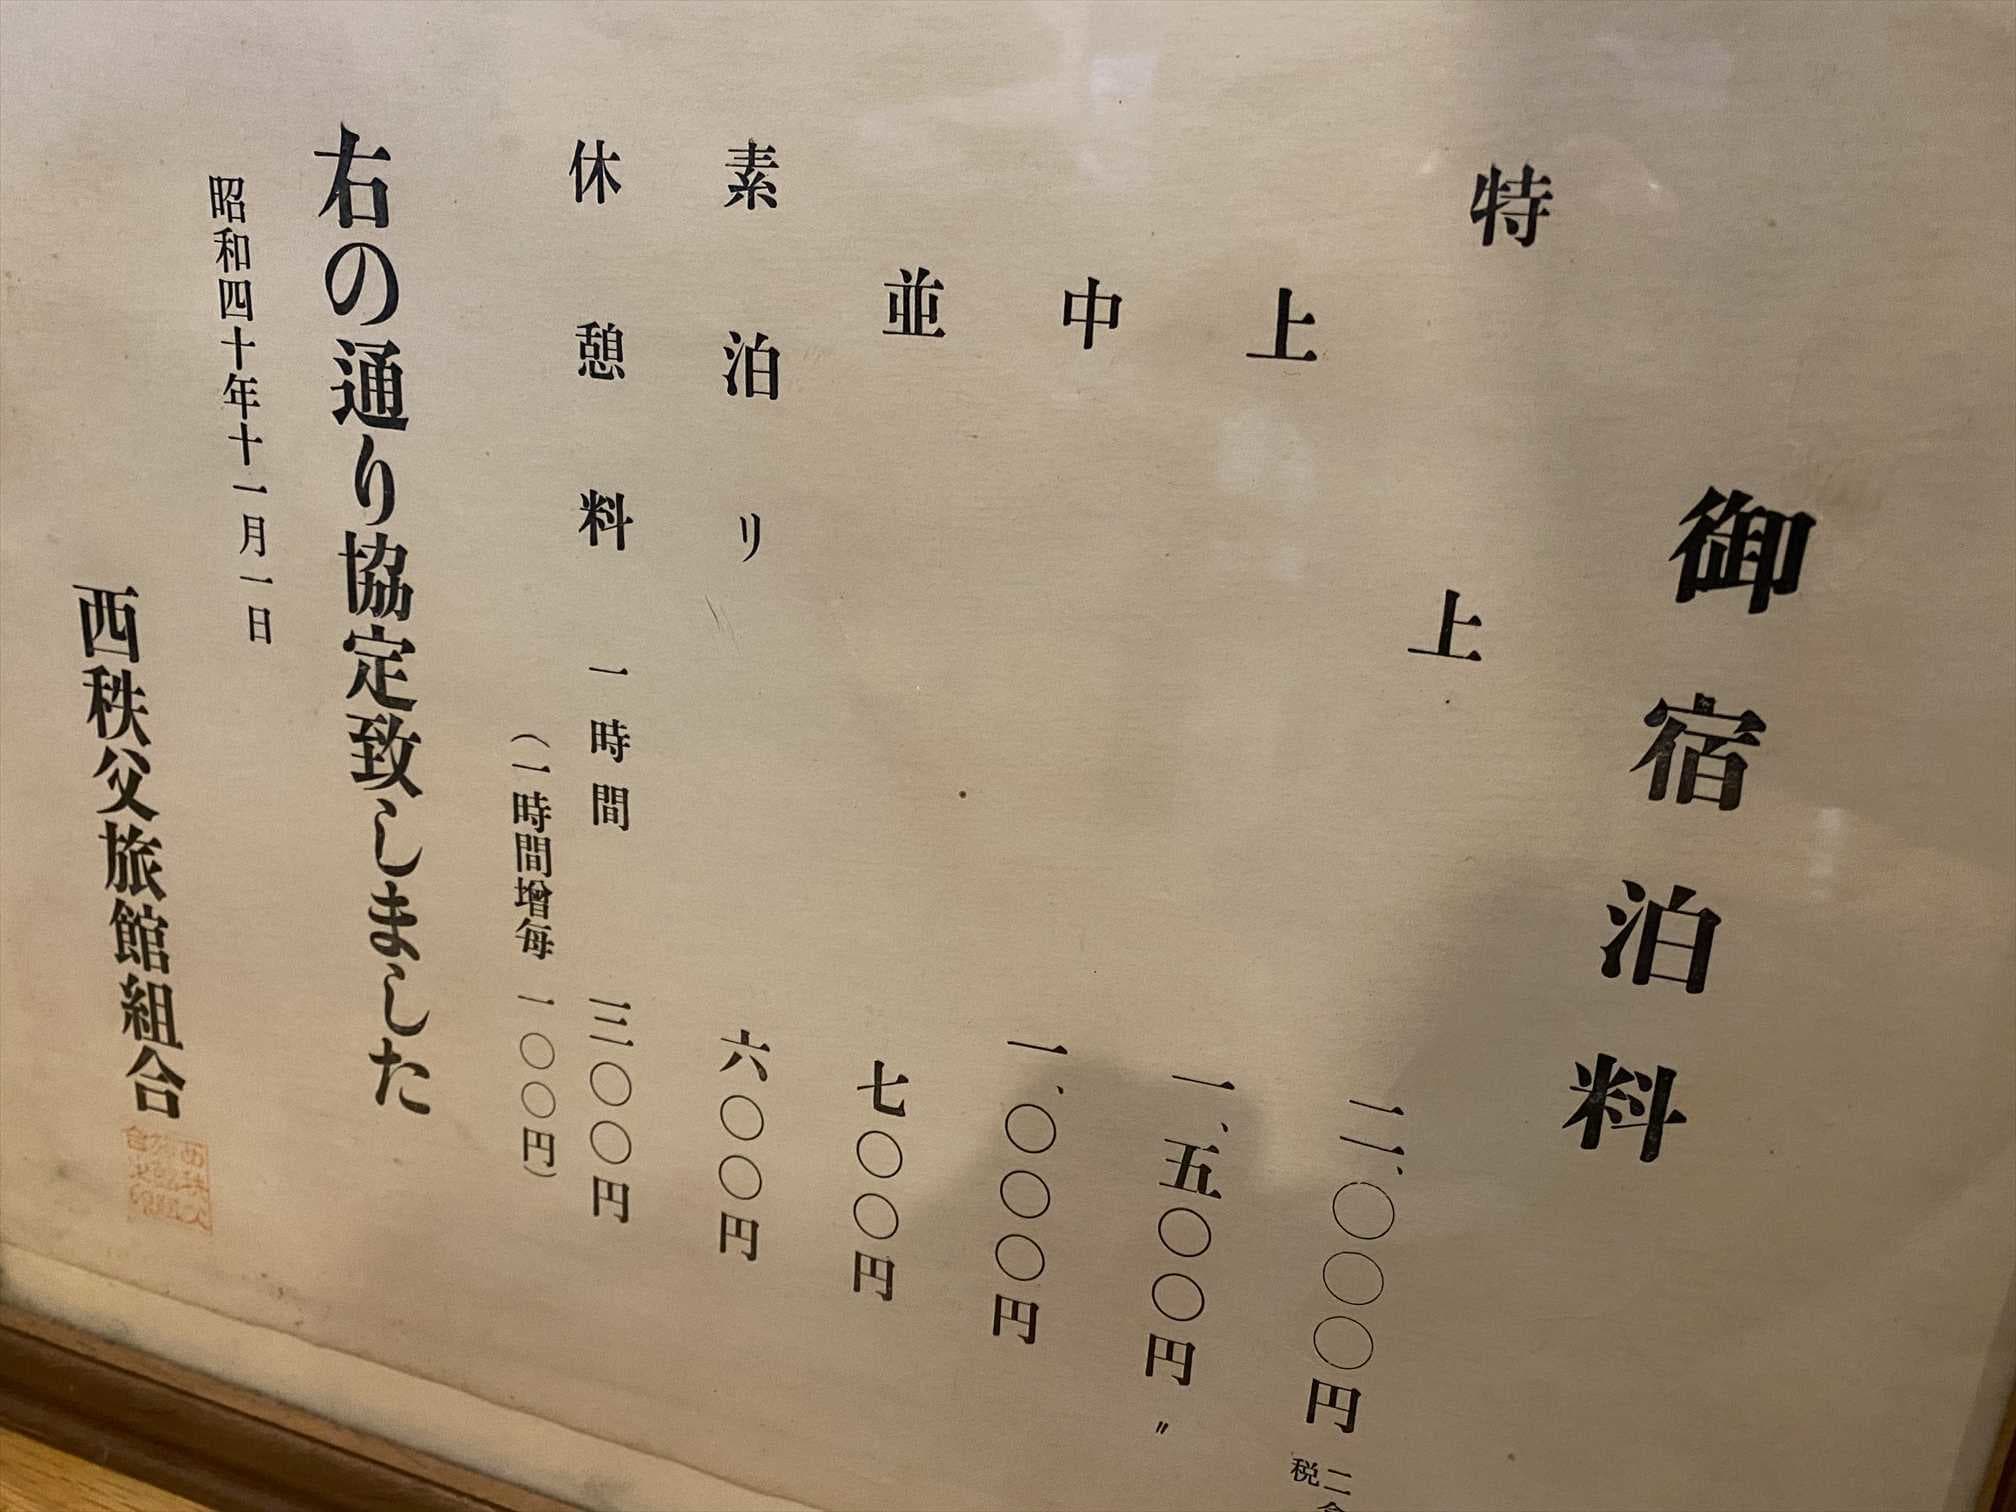 御宿泊料
特上 二、〇〇〇円 二食
税
上 一、五〇〇円 〃
中 一、〇〇〇円
並 七〇〇円
素泊リ 六〇〇円
休憩料 一時間 三〇〇円
（一時間増毎 一〇〇円）
右の通り協定致しました
昭和四十年十一月一日
西秩父旅館組合